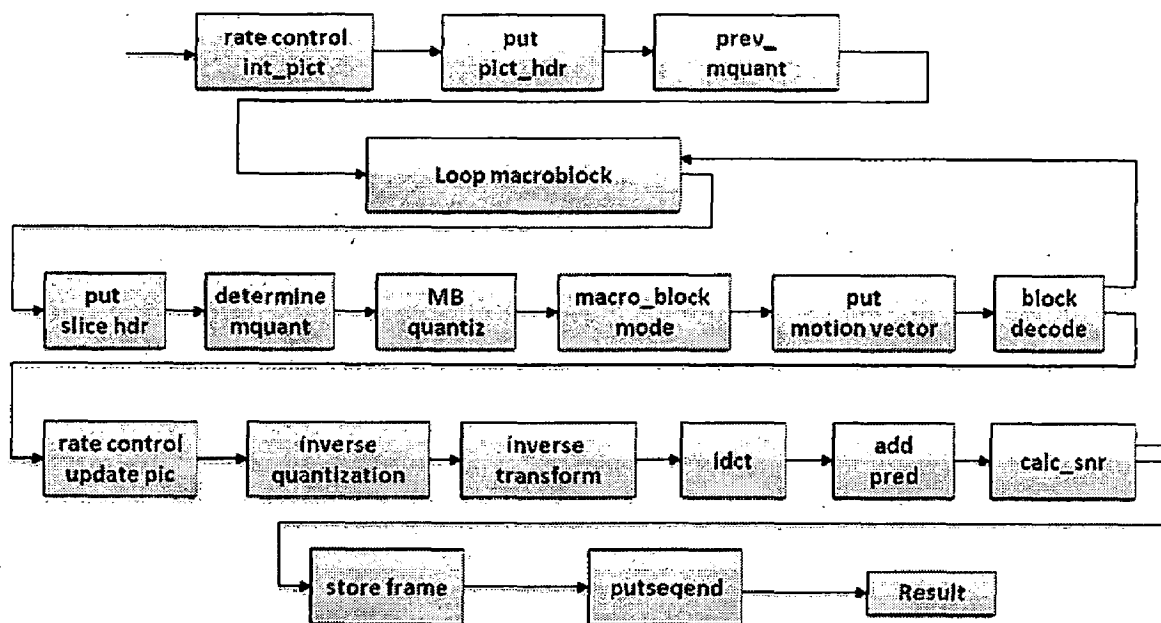 rate control
int_pict
put
pict_hdr
prev_
mquant
Loop macroblock
put
slice hdr
determine
mquant
MB
quantiz
macro_block
mode
put
motion vector
block
decode
rate control
update pic
inverse
quantization
inverse
transform
idct
add
pred
calc_snr
store frame
putseqend
Result